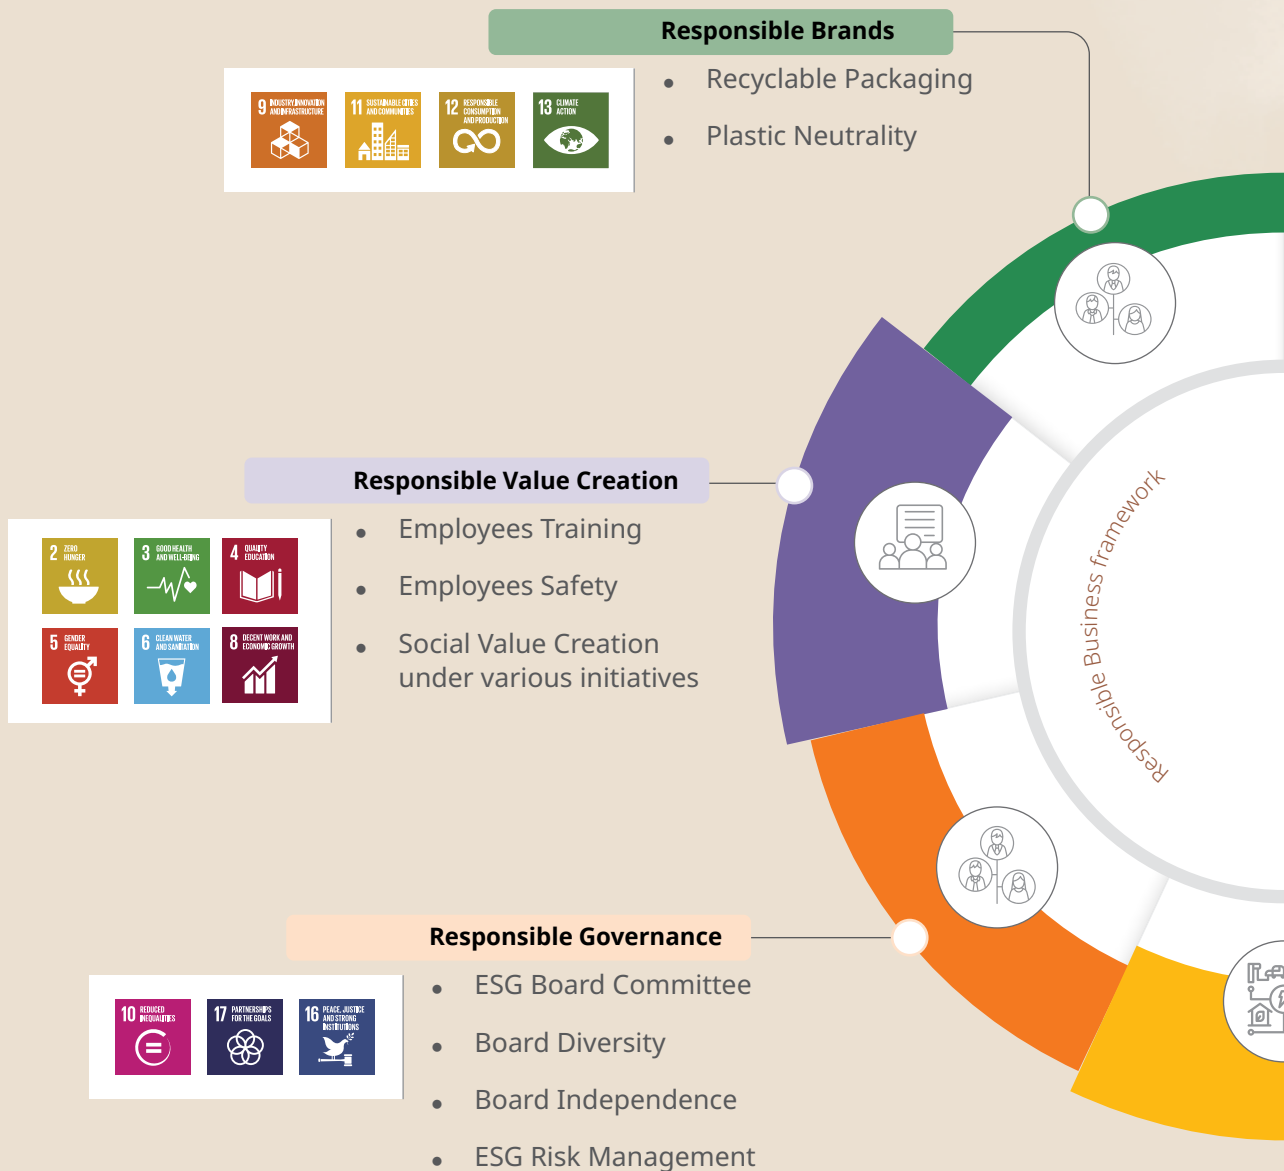 Responsible Brands
• Recyclable Packaging
• Plastic Neutrality
9 INDUSTRY, INNOVATION
AND INFRASTRUCTURE
11 SUSTAINABLE CITIES
AND COMMUNITIES
12 RESPONSIBLE
CONSUMPTION
AND PRODUCTION
13 CLIMATE
ACTION
Responsible Value Creation
• Employees Training
• Employees Safety
• Social Value Creation
under various initiatives
2 ZERO
HUNGER
3 GOOD HEALTH
AND WELL-BEING
4 QUALITY
EDUCATION
5 GENDER
EQUALITY
6 CLEAN WATER
AND SANITATION
8 DECENT WORK AND
ECONOMIC GROWTH
Responsible Business framework
Responsible Governance
• ESG Board Committee
• Board Diversity
• Board Independence
• ESG Risk Management
10 REDUCED
INEQUALITIES
17 PARTNERSHIPS
FOR THE GOALS
16 PEACE, JUSTICE
AND STRONG
INSTITUTIONS